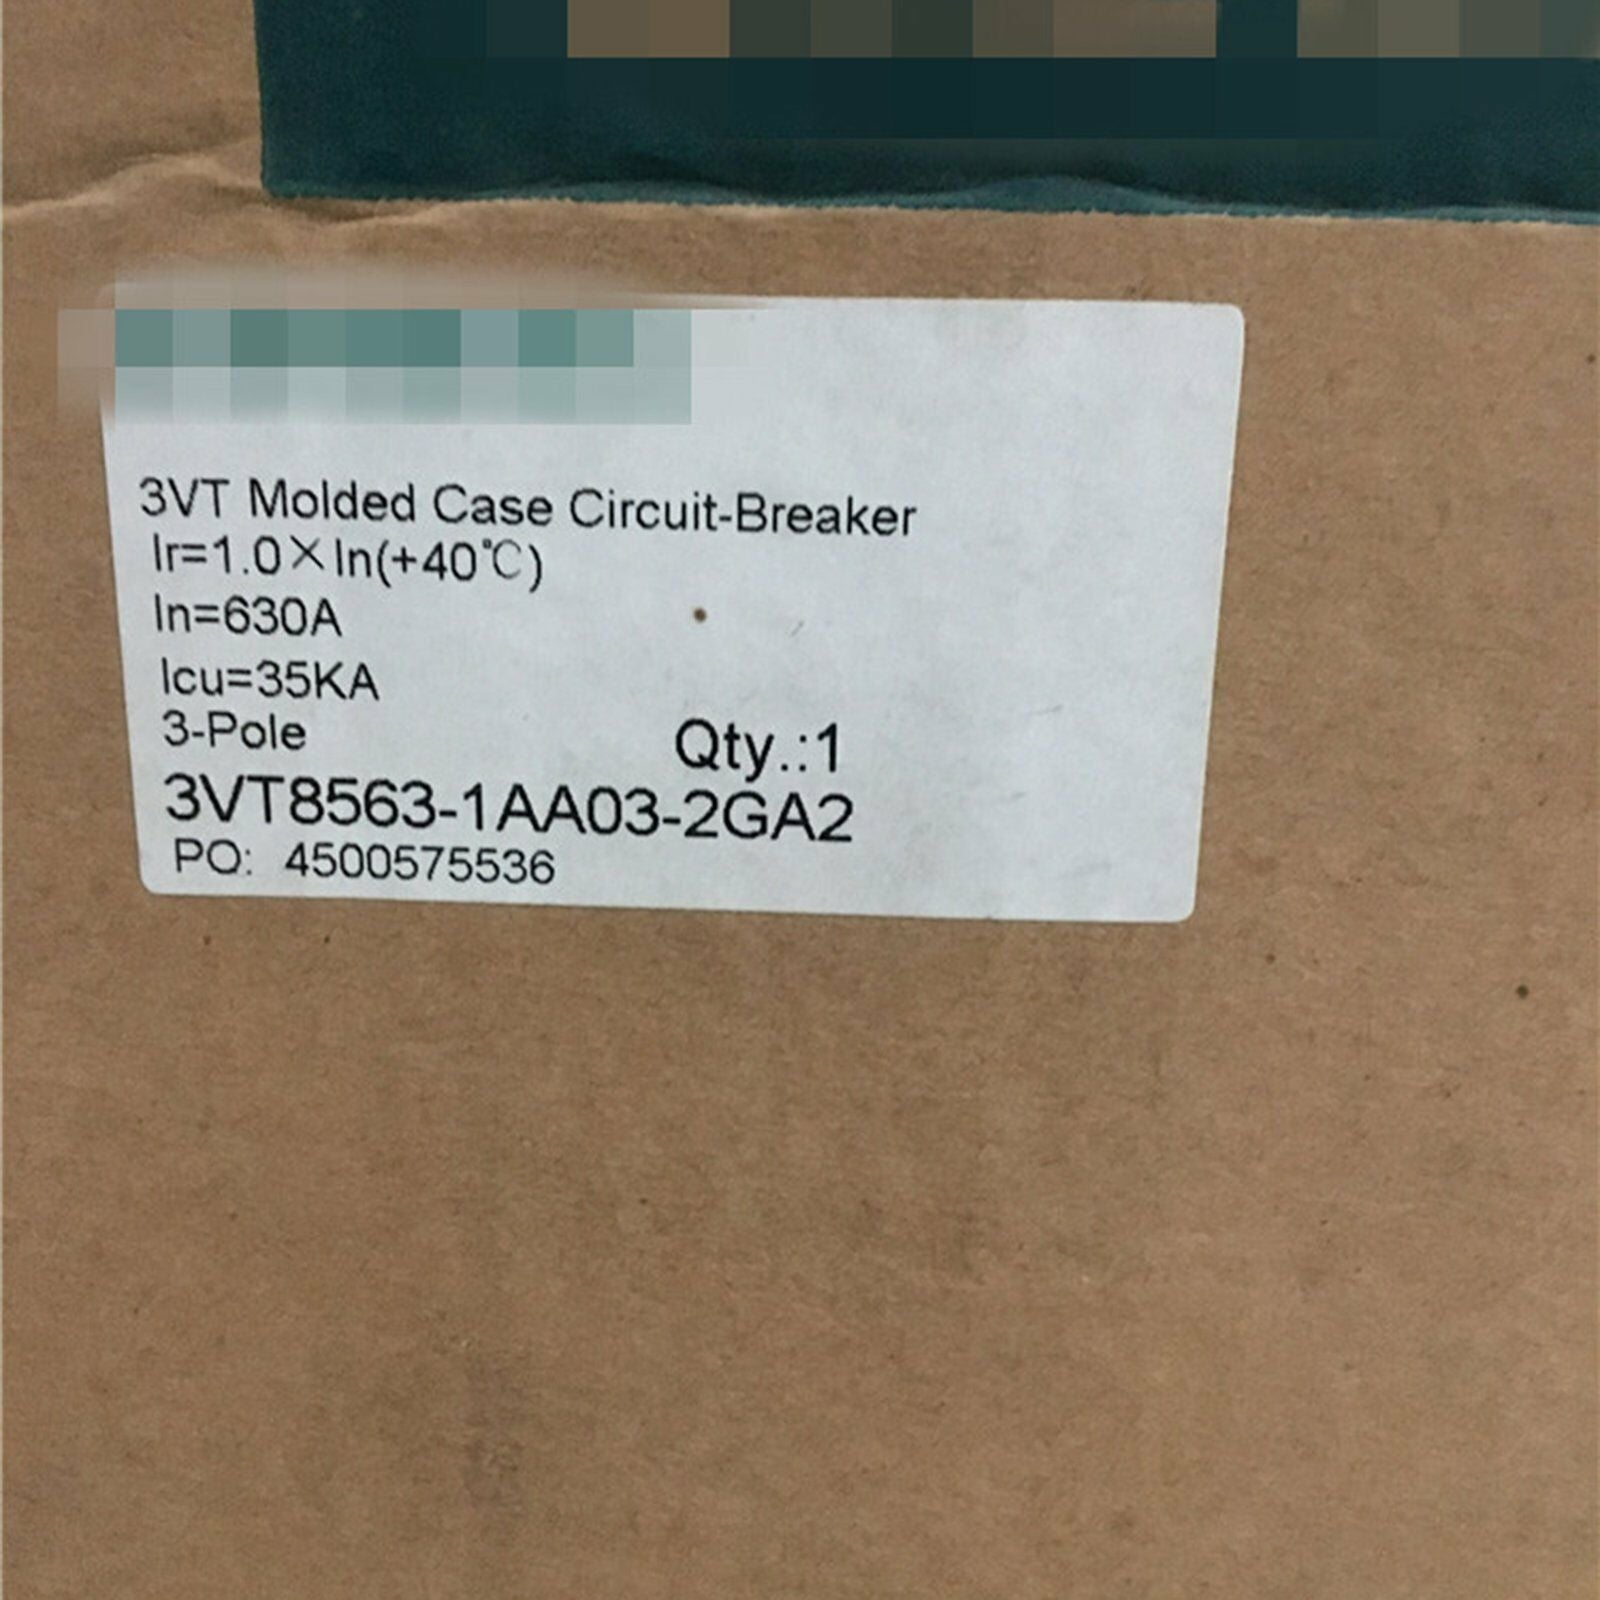 3VT Molded Case Circuit-Breaker
Ir=1.0×In(+40℃)
In=630A
Icu=35KA
3-Pole
Qty.:1
3VT8563-1AA03-2GA2
PO: 4500575536